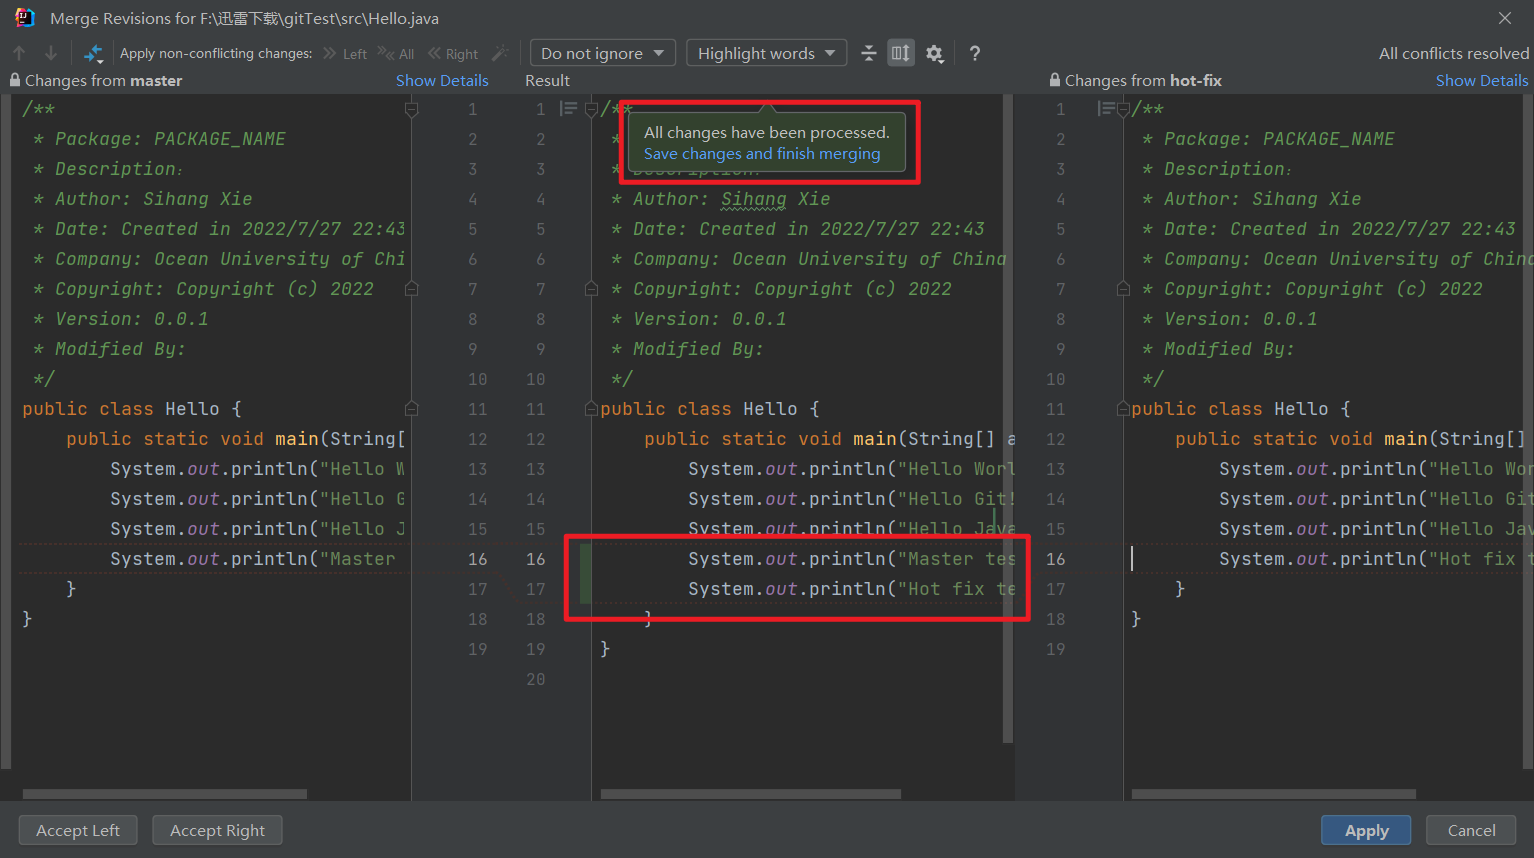 Merge Revisions for F:\迅雷下载\gitTest\src\Hello.java
Apply non-conflicting changes: Left All Right Do not ignore Highlight words ? All conflicts resolved
Changes from master Show Details Result Changes from hot-fix Show Details
/**
 * Package: PACKAGE_NAME
 * Description:
 * Author: Sihang Xie
 * Date: Created in 2022/7/27 22:43
 * Company: Ocean University of Chi
 * Copyright: Copyright (c) 2022
 * Version: 0.0.1
 * Modified By:
 */
public class Hello {
    public static void main(String[
        System.out.println("Hello W
        System.out.println("Hello G
        System.out.println("Hello J
        System.out.println("Master
    }
}
1
2
3
4
5
6
7
8
9
10
11
12
13
14
15
16
17
18
19
1
2
3
4
5
6
7
8
9
10
11
12
13
14
15
16
17
18
19
20
/**
All changes have been processed.
Save changes and finish merging
 * Description:
 * Author: Sihang Xie
 * Date: Created in 2022/7/27 22:43
 * Company: Ocean University of China
 * Copyright: Copyright (c) 2022
 * Version: 0.0.1
 * Modified By:
 */
public class Hello {
    public static void main(String[] a
        System.out.println("Hello Worl
        System.out.println("Hello Git!
        System.out.println("Hello Java
        System.out.println("Master tes
        System.out.println("Hot fix te
    }
}
1
2
3
4
5
6
7
8
9
10
11
12
13
14
15
16
17
18
19
/**
 * Package: PACKAGE_NAME
 * Description:
 * Author: Sihang Xie
 * Date: Created in 2022/7/27 22:43
 * Company: Ocean University of China
 * Copyright: Copyright (c) 2022
 * Version: 0.0.1
 * Modified By:
 */
public class Hello {
    public static void main(String[]
        System.out.println("Hello Wor
        System.out.println("Hello Git
        System.out.println("Hello Jav
        System.out.println("Hot fix t
    }
}
Accept Left Accept Right Apply Cancel